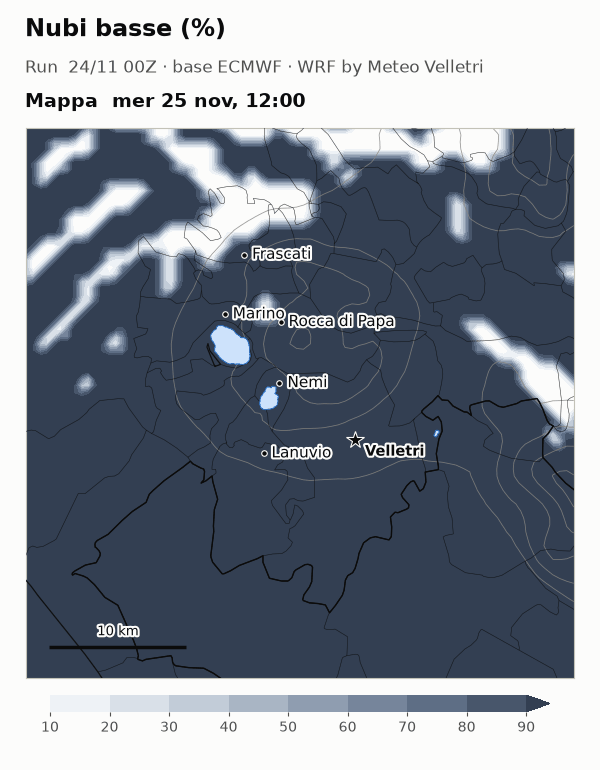 Nubi basse (%)
Run  24/11 00Z · base ECMWF · WRF by Meteo Velletri
Mappa  mer 25 nov, 12:00
Frascati
Marino
Rocca di Papa
Nemi
Velletri
Lanuvio
10 km
10 20 30 40 50 60 70 80 90